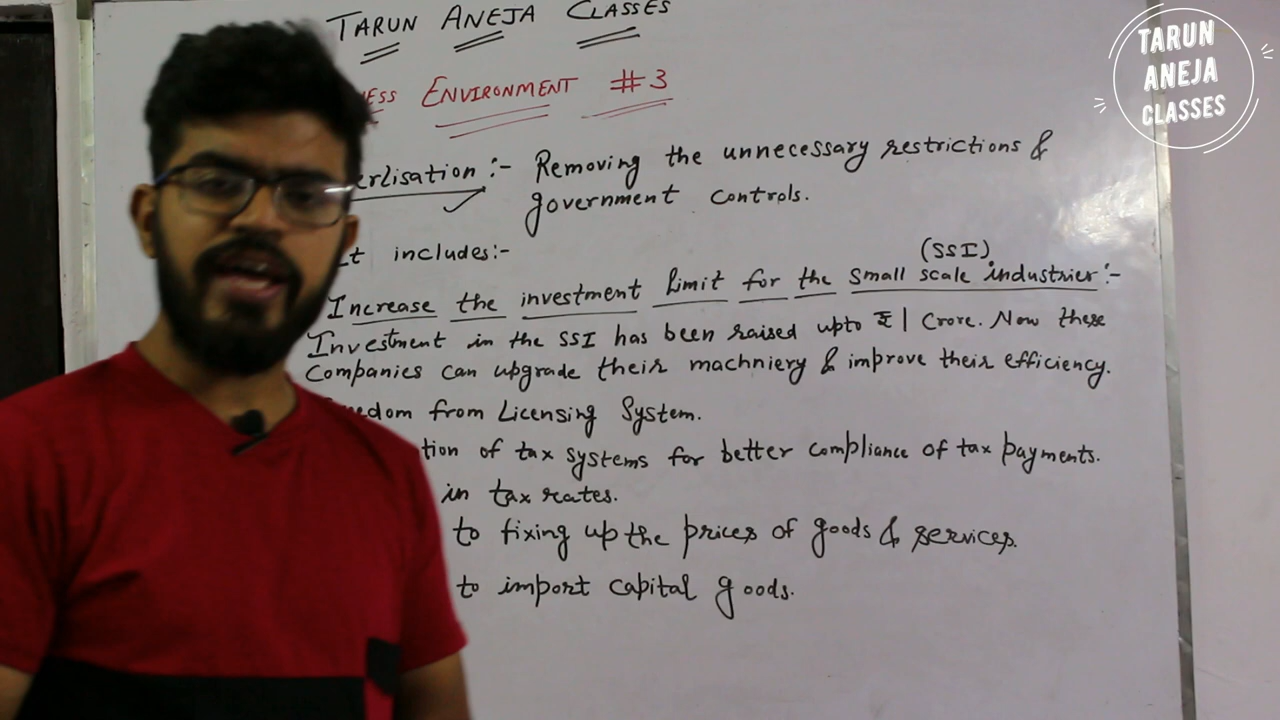 TARUN ANEJA CLASSES
ESS ENVIRONMENT #3
erlisation :- Removing the unnecessary restrictions &
government controls.
It includes:-
(SSI)
Increase the investment limit for the small scale industries:-
Investment in the SSI has been raised upto ₹ 1 Crore. Now these
Companies can upgrade their machniery & improve their efficiency.
edom from Licensing System.
tion of tax systems for better compliance of tax payments.
in tax rates.
to fixing up the prices of goods & services.
to import capital goods.
TARUN
ANEJA
CLASSES